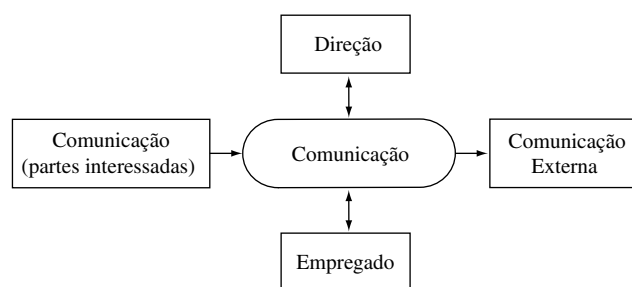 Direção
Comunicação
(partes interessadas)
Comunicação
Comunicação
Externa
Empregado